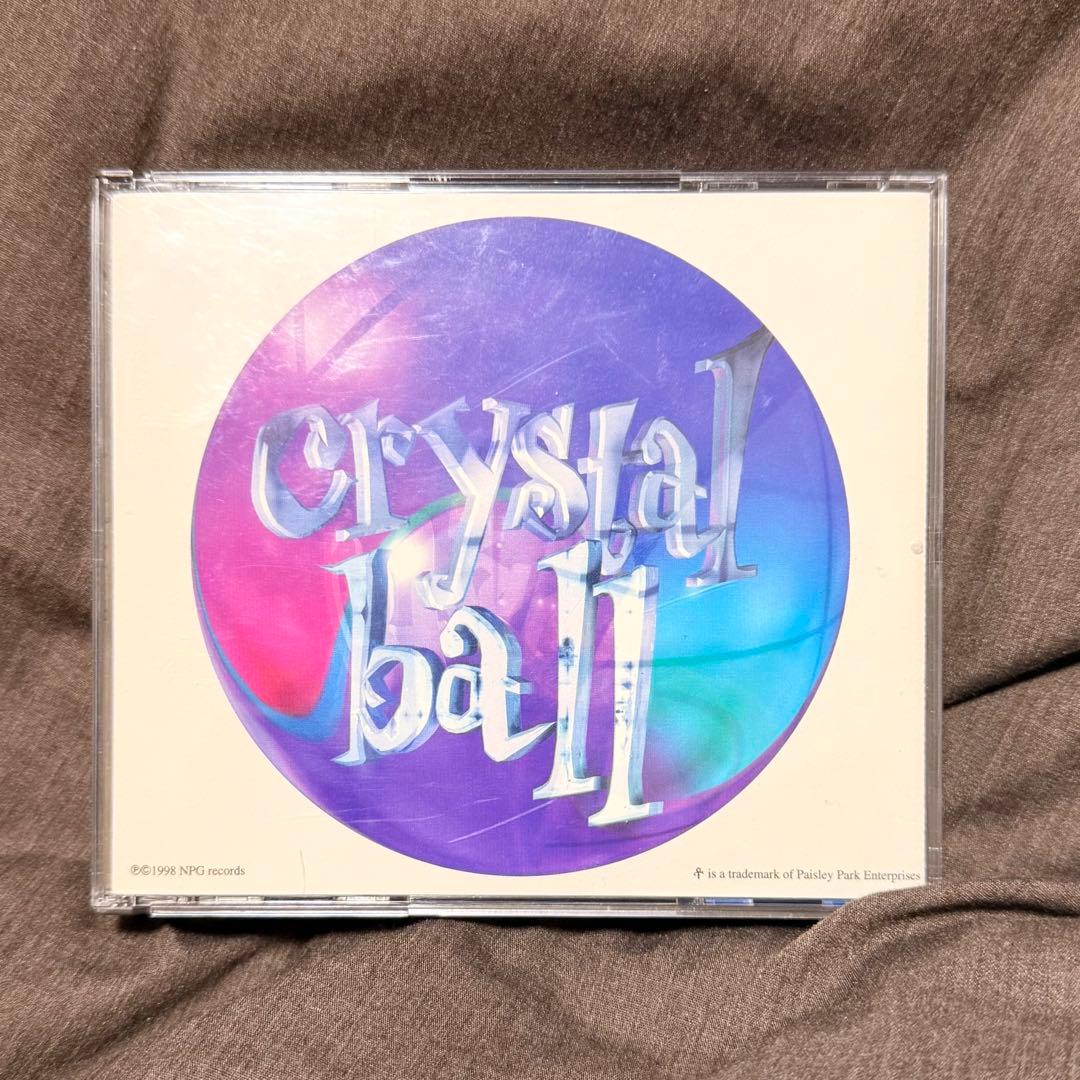 crystal
ball
℗©1998 NPG records
is a trademark of Paisley Park Enterprises